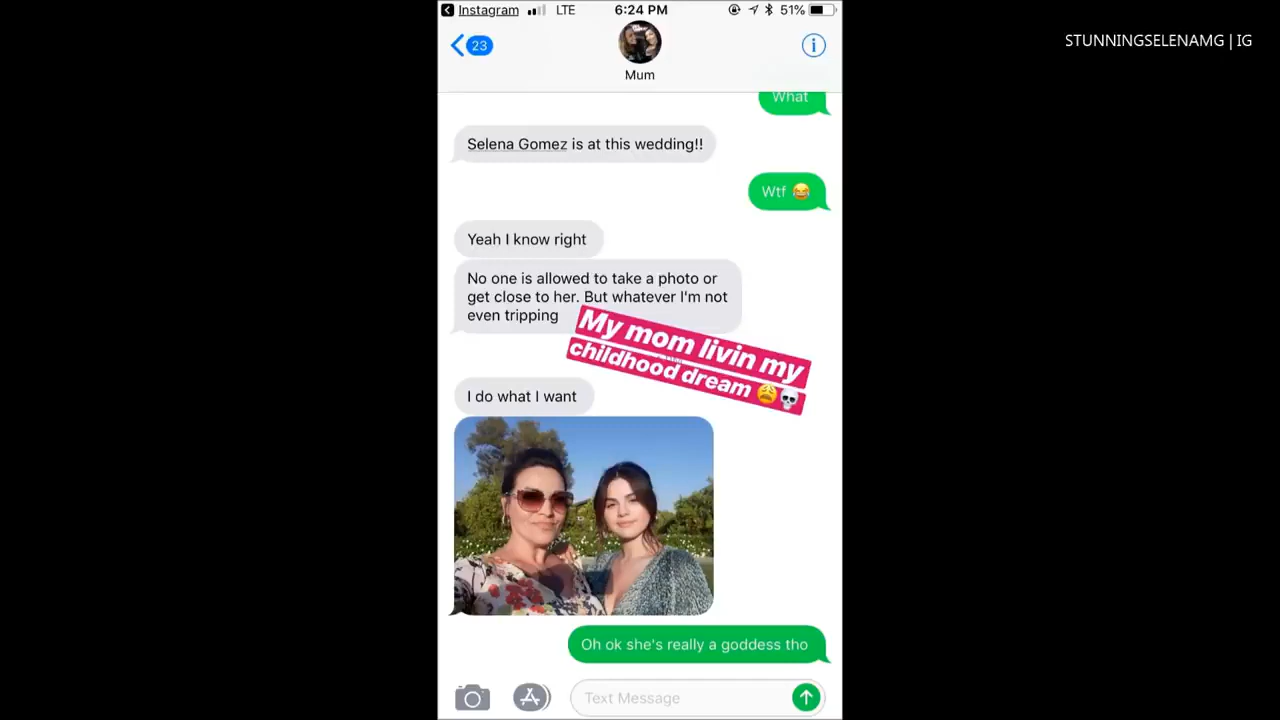 Instagram LTE 6:24 PM 51%
STUNNINGSELENAMG | IG
23
Mum
What
Selena Gomez is at this wedding!!
Wtf 😂
Yeah I know right
No one is allowed to take a photo or
get close to her. But whatever I'm not
even tripping
My mom livin my
childhood dream 😩💀
I do what I want
Oh ok she's really a goddess tho
Text Message